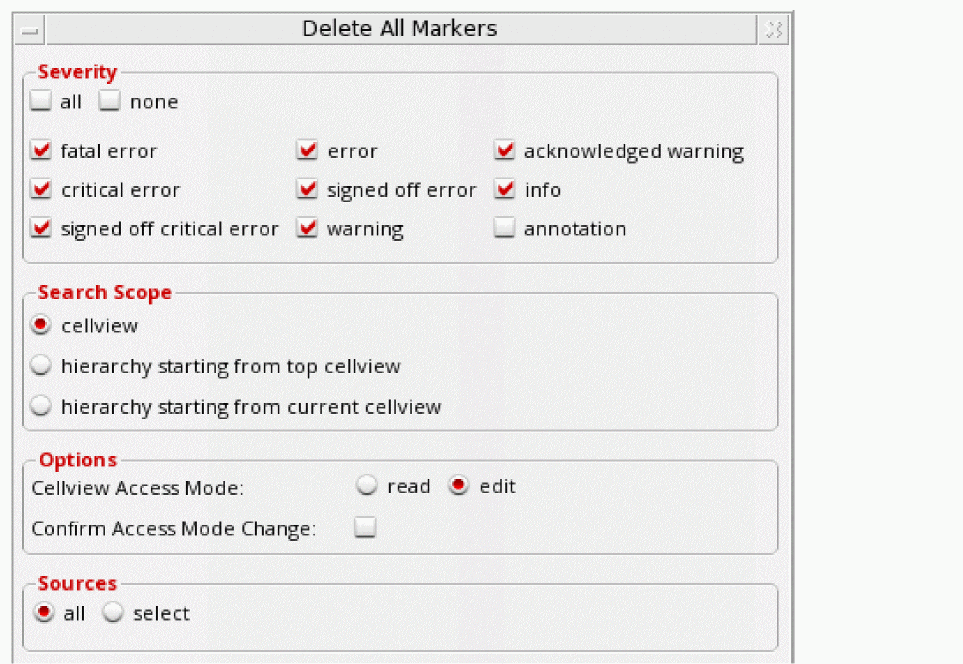 Delete All Markers
Severity
all none
fatal error error acknowledged warning
critical error signed off error info
signed off critical error warning annotation
Search Scope
cellview
hierarchy starting from top cellview
hierarchy starting from current cellview
Options
Cellview Access Mode: read edit
Confirm Access Mode Change:
Sources
all select